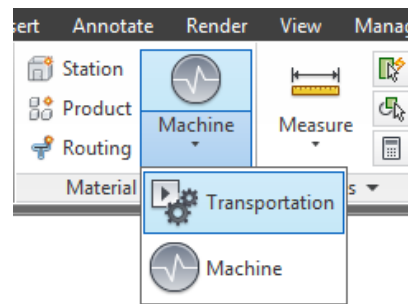 sert Annotate Render View Manag
Station
Product
Routing
Machine
Measure
Material
s
Transportation
Machine